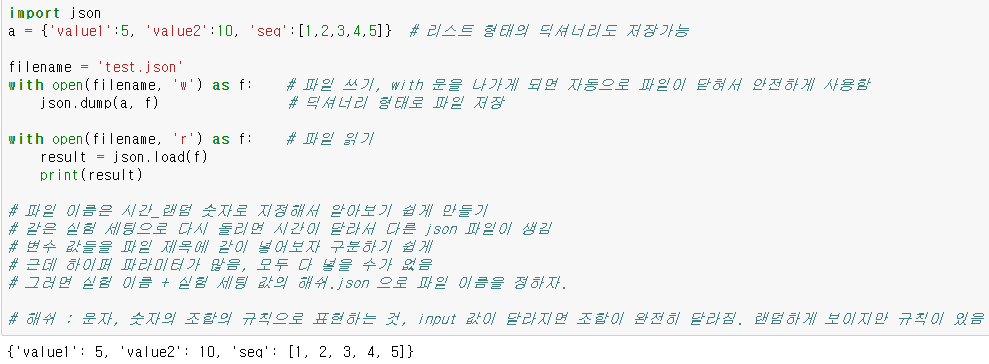 import json
a = {'value1':5, 'value2':10, 'seq':[1,2,3,4,5]}  # 리스트 형태의 딕셔너리도 저장가능

filename = 'test.json'
with open(filename, 'w') as f:    # 파일 쓰기, with 문을 나가게 되면 자동으로 파일이 닫혀서 안전하게 사용함
    json.dump(a, f)               # 딕셔너리 형태로 파일 저장

with open(filename, 'r') as f:    # 파일 읽기
    result = json.load(f)
    print(result)

# 파일 이름은 시간_랜덤 숫자로 지정해서 알아보기 쉽게 만들기
# 같은 실험 세팅으로 다시 돌리면 시간이 달라서 다른 json 파일이 생김
# 변수 값들을 파일 제목에 같이 넣어보자 구분하기 쉽게
# 근데 하이퍼 파라미터가 많음, 모두 다 넣을 수가 없음
# 그러면 실험 이름 + 실험 세팅 값의 해쉬.json 으로 파일 이름을 정하자.

# 해쉬 : 문자, 숫자의 조합의 규칙으로 표현하는 것, input 값이 달라지면 조합이 완전히 달라짐. 랜덤하게 보이지만 규칙이 있음

{'value1': 5, 'value2': 10, 'seq': [1, 2, 3, 4, 5]}